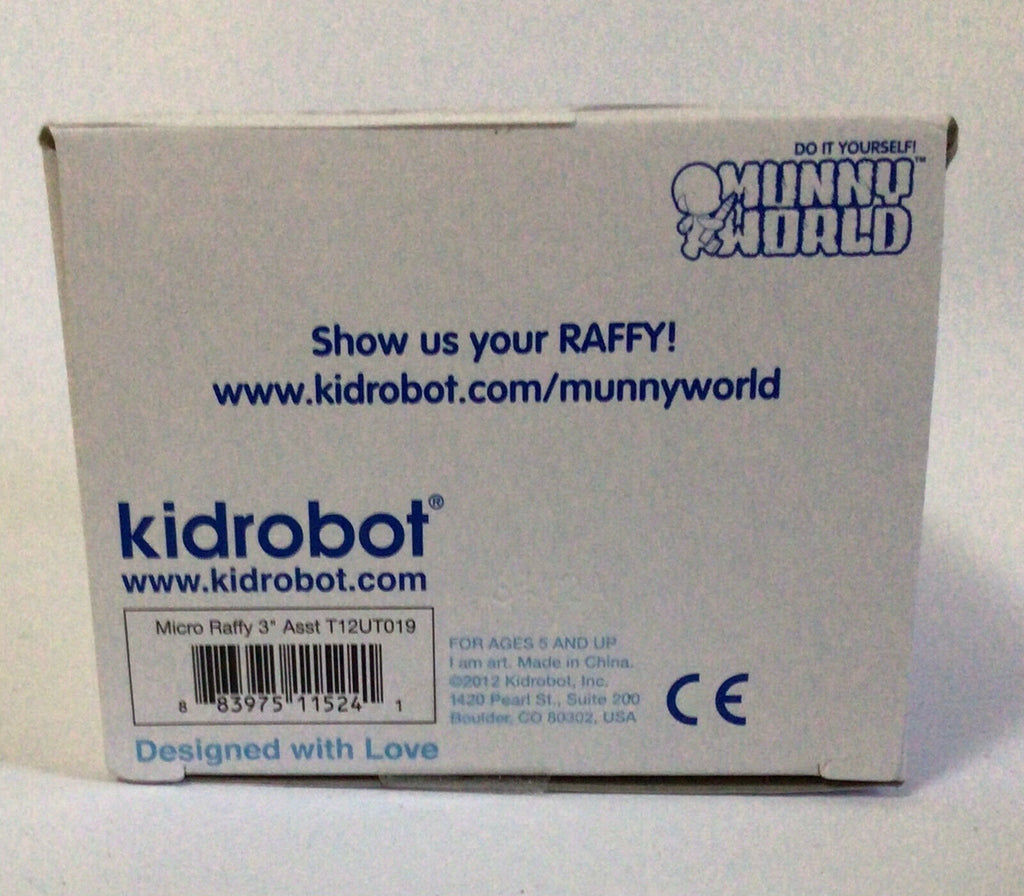 DO IT YOURSELF!
MUNNY™
WORLD
Show us your RAFFY!
www.kidrobot.com/munnyworld
kidrobot®
www.kidrobot.com
Micro Raffy 3" Asst T12UT019
8 83975 11524 1
FOR AGES 5 AND UP
I am art. Made in China.
©2012 Kidrobot, Inc.
1420 Pearl St., Suite 200
Boulder, CO 80302, USA
CE
Designed with Love